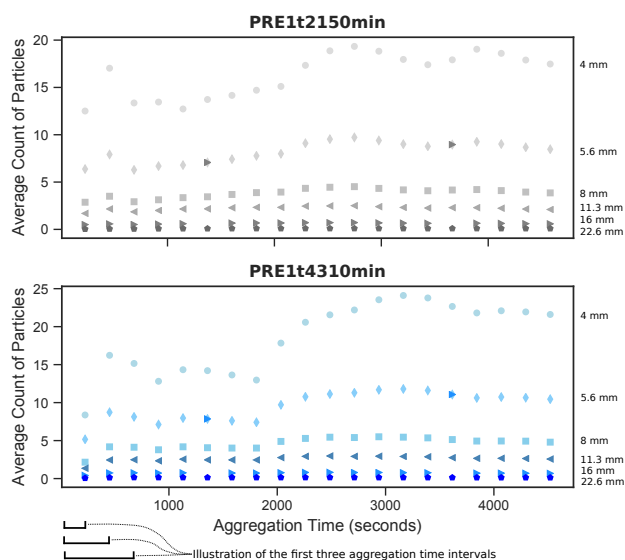 PRE1t2150min
20
15
10
5
0
Average Count of Particles
4 mm
5.6 mm
8 mm
11.3 mm
16 mm
22.6 mm
PRE1t4310min
25
20
15
10
5
0
Average Count of Particles
4 mm
5.6 mm
8 mm
11.3 mm
16 mm
22.6 mm
1000 2000 3000 4000
Aggregation Time (seconds)
Illustration of the first three aggregation time intervals